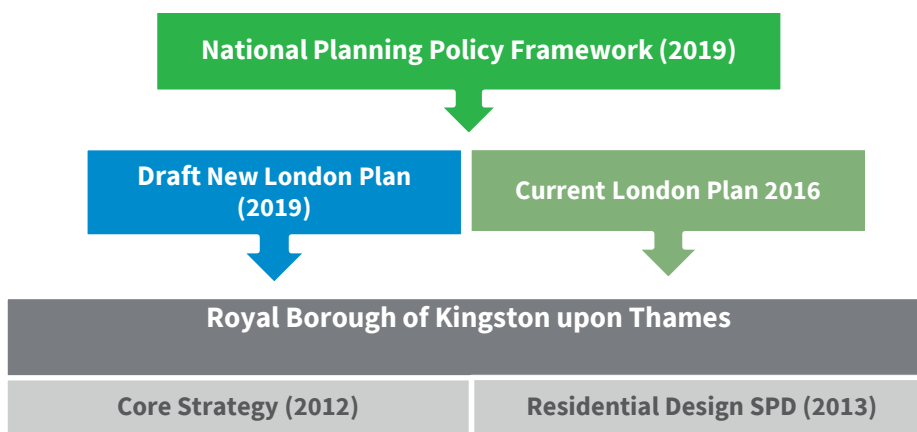 National Planning Policy Framework (2019)
Draft New London Plan
(2019)
Current London Plan 2016
Royal Borough of Kingston upon Thames
Core Strategy (2012)
Residential Design SPD (2013)